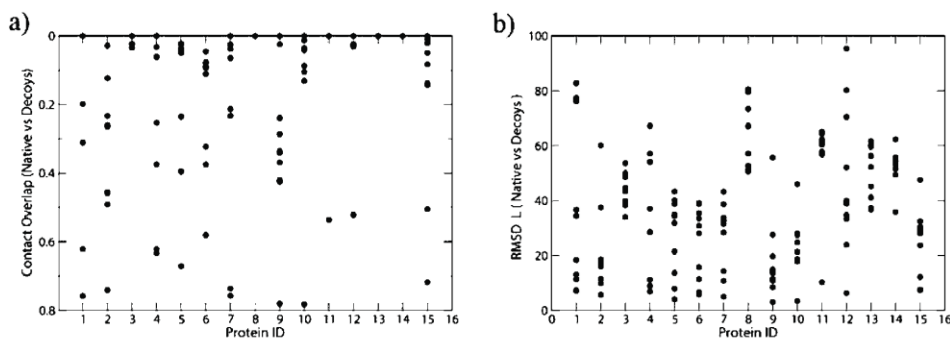 a)
0
0.2
0.4
0.6
0.8
Contact Overlap (Native vs Decoys)
1 2 3 4 5 6 7 8 9 10 11 12 13 14 15 16
Protein ID
b)
100
80
60
40
20
0
RMSD L ( Native vs Decoys )
0 1 2 3 4 5 6 7 8 9 10 11 12 13 14 15 16
Protein ID